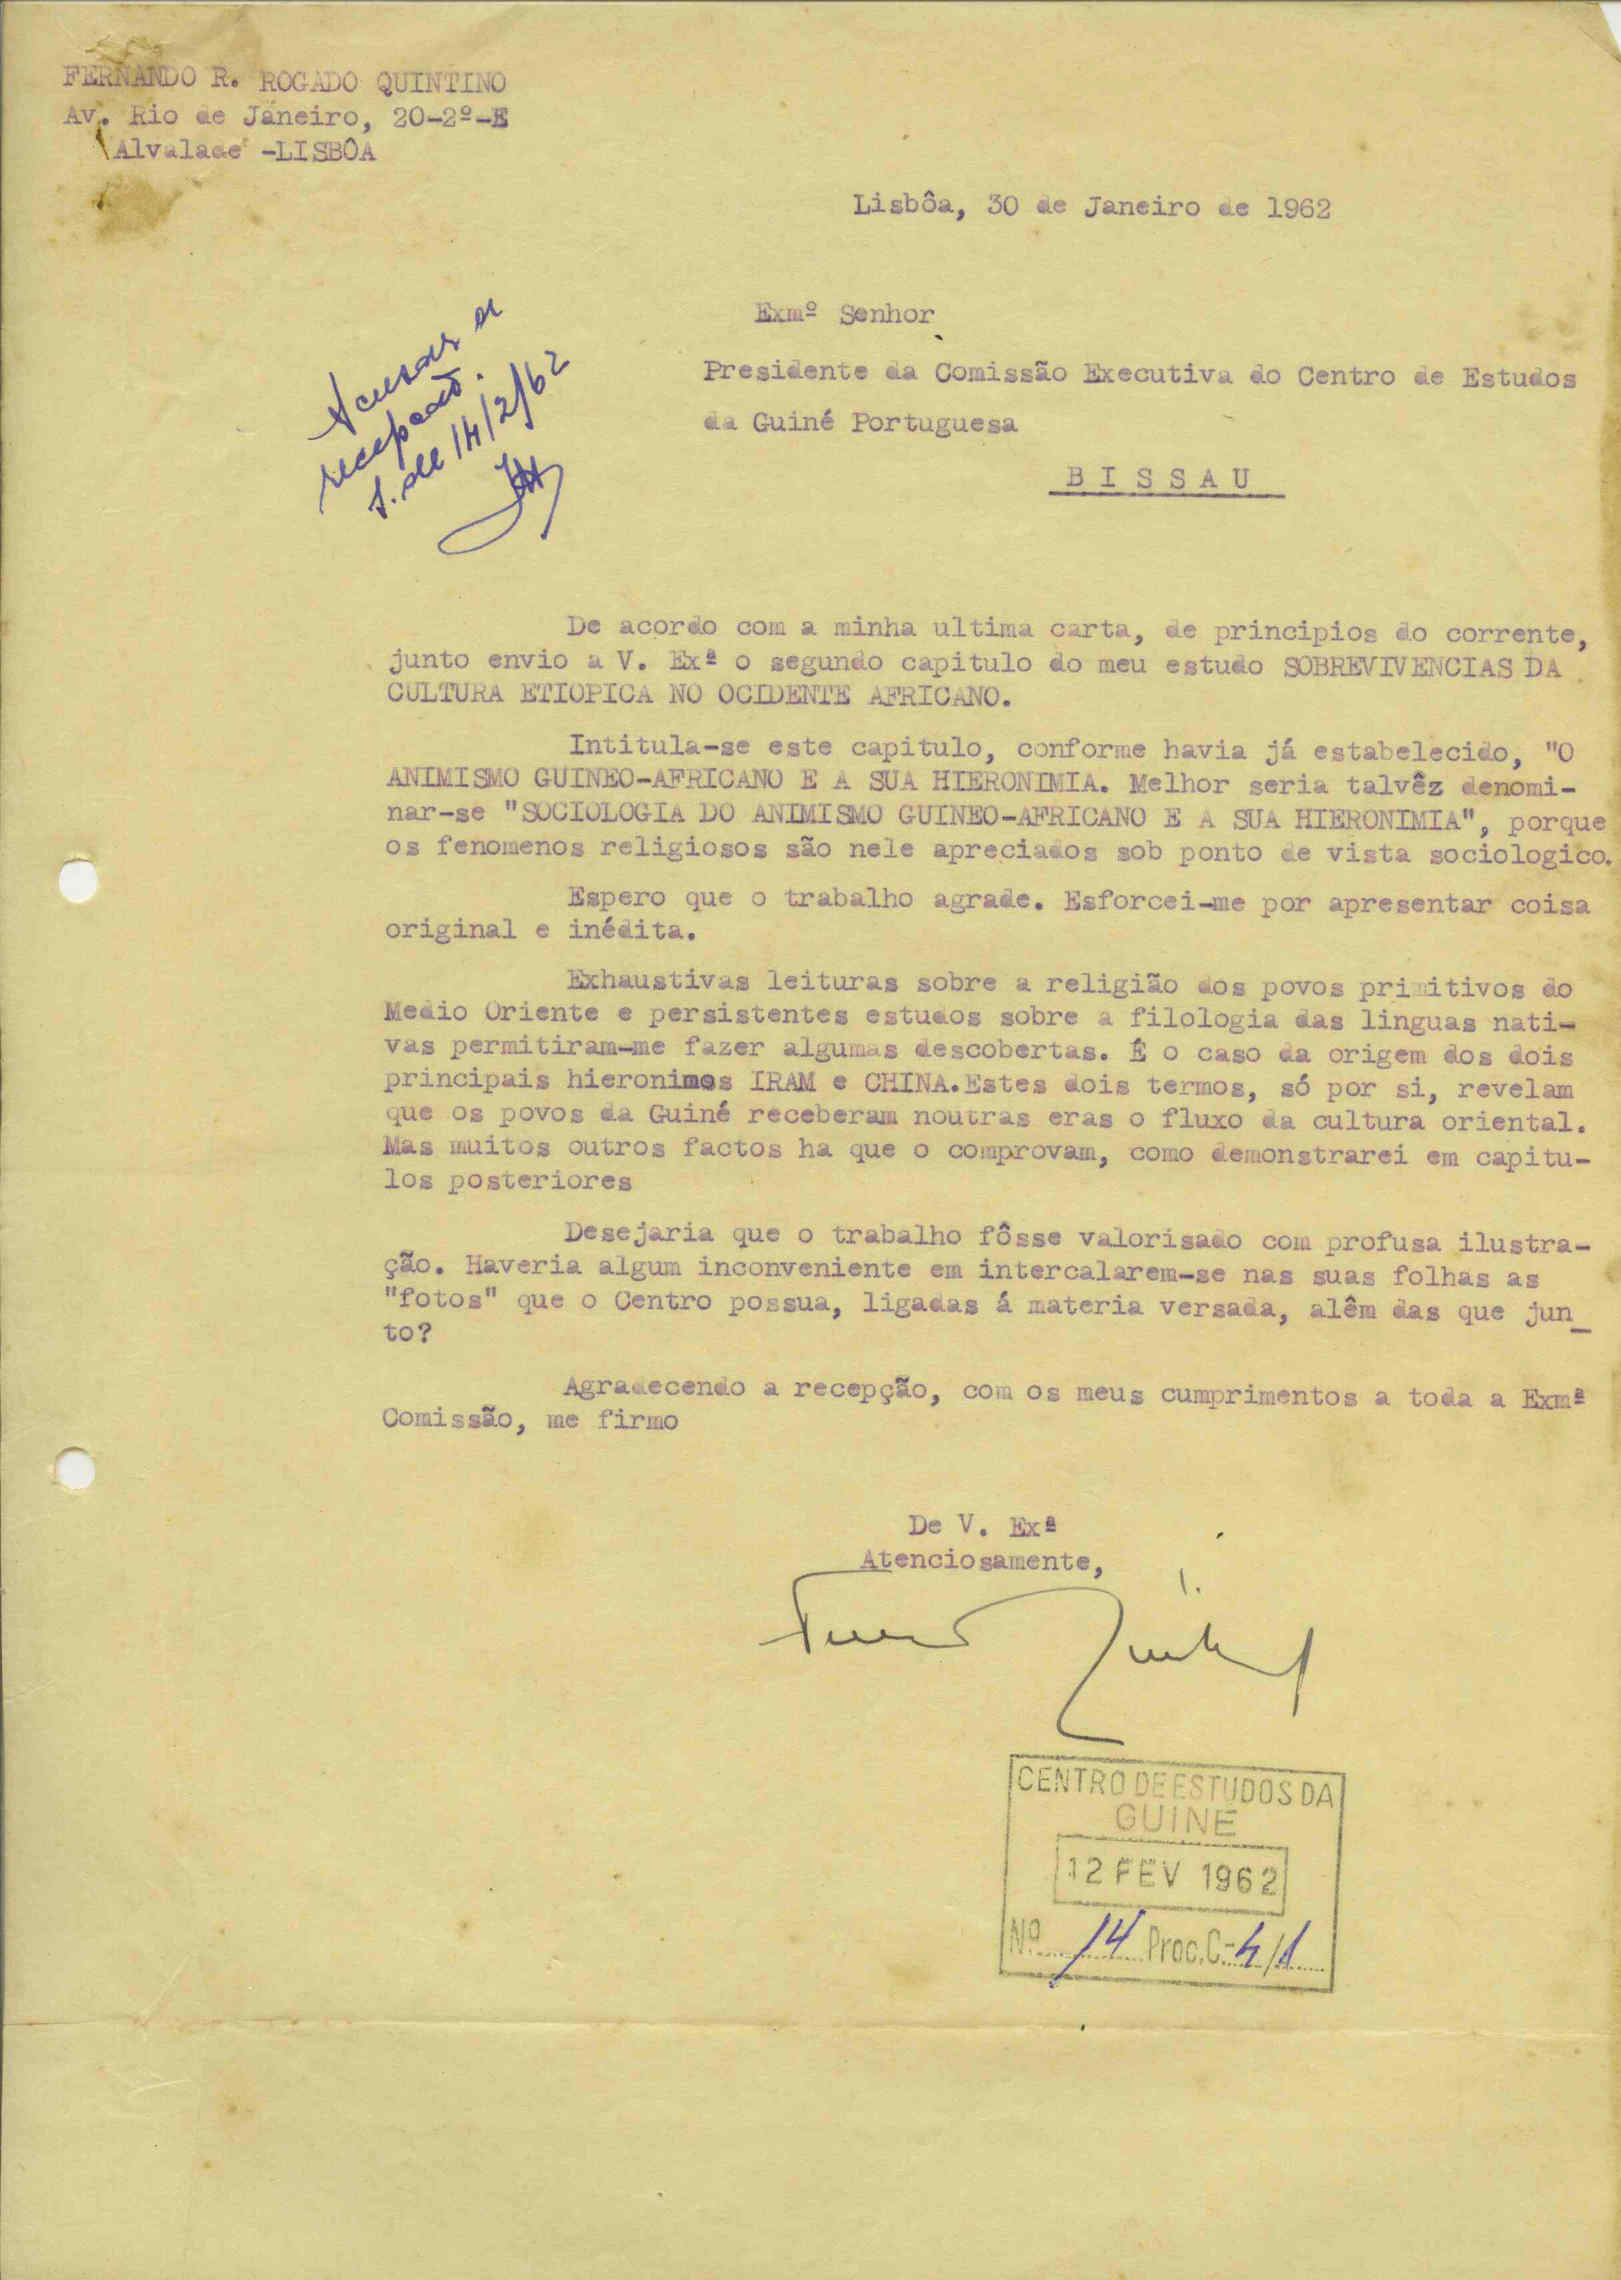 FERNANDO R. ROGADO QUINTINO
Av. Rio de Janeiro, 20-2º-E
Alvalade -LISBÔA
Lisbôa, 30 de Janeiro de 1962
Acusar a
recepção.
14/2/62
Exmº Senhor
Presidente da Comissão Executiva do Centro de Estudos
da Guiné Portuguesa
B I S S A U
De acordo com a minha ultima carta, de principios do corrente,
junto envio a V. Exª o segundo capitulo do meu estudo SOBREVIVENCIAS DA
CULTURA ETIOPICA NO OCIDENTE AFRICANO.
Intitula-se este capitulo, conforme havia já estabelecido, "O
ANIMISMO GUINEO-AFRICANO E A SUA HIERONIMIA. Melhor seria talvêz denomi-
nar-se "SOCIOLOGIA DO ANIMISMO GUINEO-AFRICANO E A SUA HIERONIMIA", porque
os fenomenos religiosos são nele apreciados sob ponto de vista sociologico.
Espero que o trabalho agrade. Esforcei-me por apresentar coisa
original e inédita.
Exhaustivas leituras sobre a religião dos povos primitivos do
Medio Oriente e persistentes estudos sobre a filologia das linguas nati-
vas permitiram-me fazer algumas descobertas. É o caso da origem dos dois
principais hieronimos IRAM e CHINA.Estes dois termos, só por si, revelam
que os povos da Guiné receberam noutras eras o fluxo da cultura oriental.
Mas muitos outros factos ha que o comprovam, como demonstrarei em capitu-
los posteriores
Desejaria que o trabalho fôsse valorisado com profusa ilustra-
ção. Haveria algum inconveniente em intercalarem-se nas suas folhas as
"fotos" que o Centro possua, ligadas á materia versada, alêm das que jun_
to?
Agradecendo a recepção, com os meus cumprimentos a toda a Exmª
Comissão, me firmo
De V. Exª
Atenciosamente,
CENTRO DE ESTUDOS DA
GUINÉ
12 FEV 1962
Nº 14 Proc. C-4/1